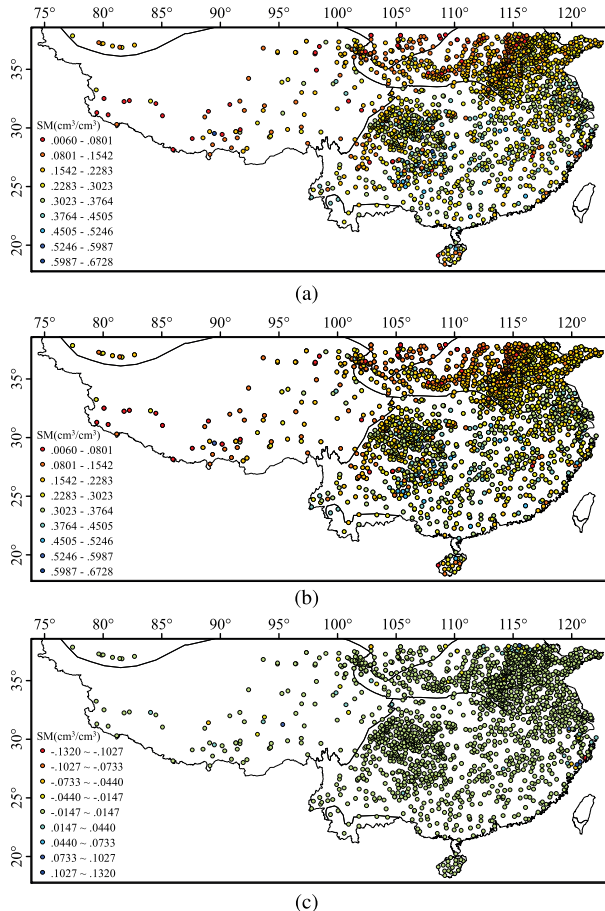 75° 80° 85° 90° 95° 100° 105° 110° 115° 120°
35°
30°
25°
20°
SM(cm³/cm³)
.0060 - .0801
.0801 - .1542
.1542 - .2283
.2283 - .3023
.3023 - .3764
.3764 - .4505
.4505 - .5246
.5246 - .5987
.5987 - .6728
(a)
75° 80° 85° 90° 95° 100° 105° 110° 115° 120°
35°
30°
25°
20°
SM(cm³/cm³)
.0060 - .0801
.0801 - .1542
.1542 - .2283
.2283 - .3023
.3023 - .3764
.3764 - .4505
.4505 - .5246
.5246 - .5987
.5987 - .6728
(b)
75° 80° 85° 90° 95° 100° 105° 110° 115° 120°
35°
30°
25°
20°
SM(cm³/cm³)
-.1320 ~ -.1027
-.1027 ~ -.0733
-.0733 ~ -.0440
-.0440 ~ -.0147
-.0147 ~ .0147
.0147 ~ .0440
.0440 ~ .0733
.0733 ~ .1027
.1027 ~ .1320
(c)